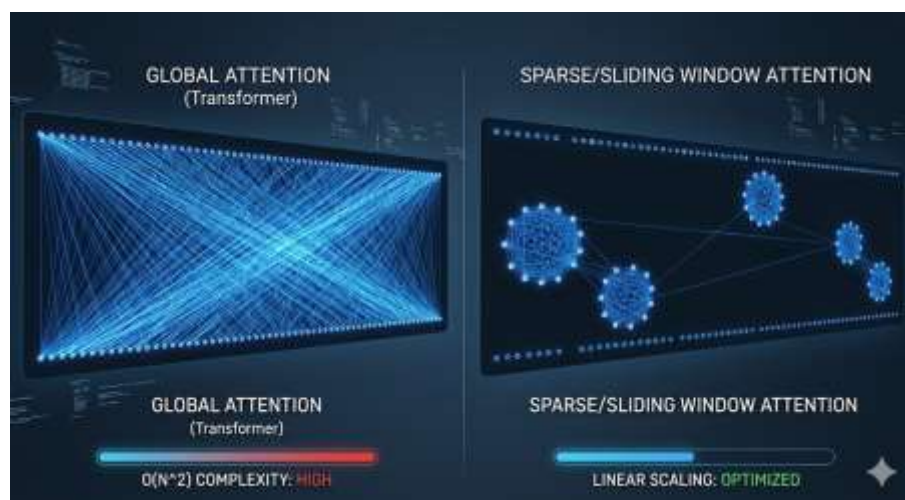 GLOBAL ATTENTION
(Transformer)
SPARSE/SLIDING WINDOW ATTENTION
GLOBAL ATTENTION
(Transformer)
O(N^2) COMPLEXITY: HIGH
SPARSE/SLIDING WINDOW ATTENTION
LINEAR SCALING: OPTIMIZED